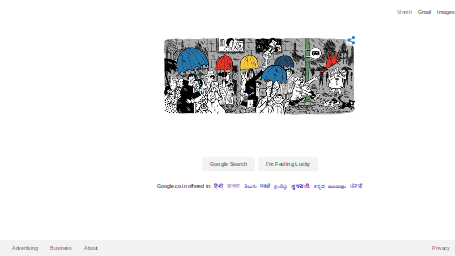 Gmail Images
Google Search I'm Feeling Lucky
Google.co.in offered in: हिन्दी বাংলা తెలుగు मराठी தமிழ் ગુજરાતી ಕನ್ನಡ മലയാളം ਪੰਜਾਬੀ
Advertising Business About Privacy